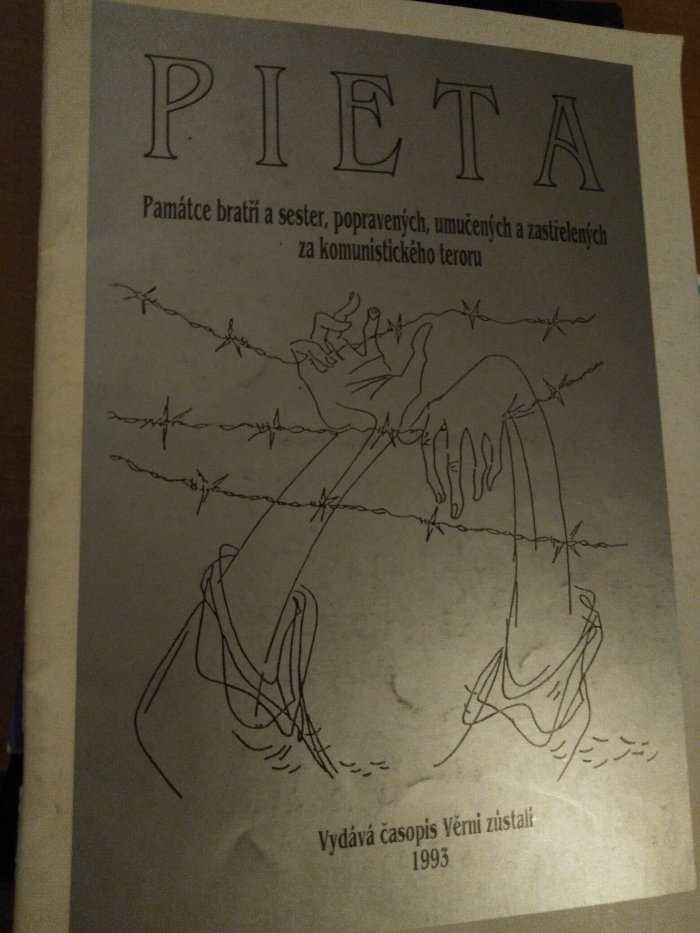 PIETA
Památce bratří a sester, popravených, umučených a zastřelených
za komunistického teroru
Vydává časopis Věrni zůstali
1993